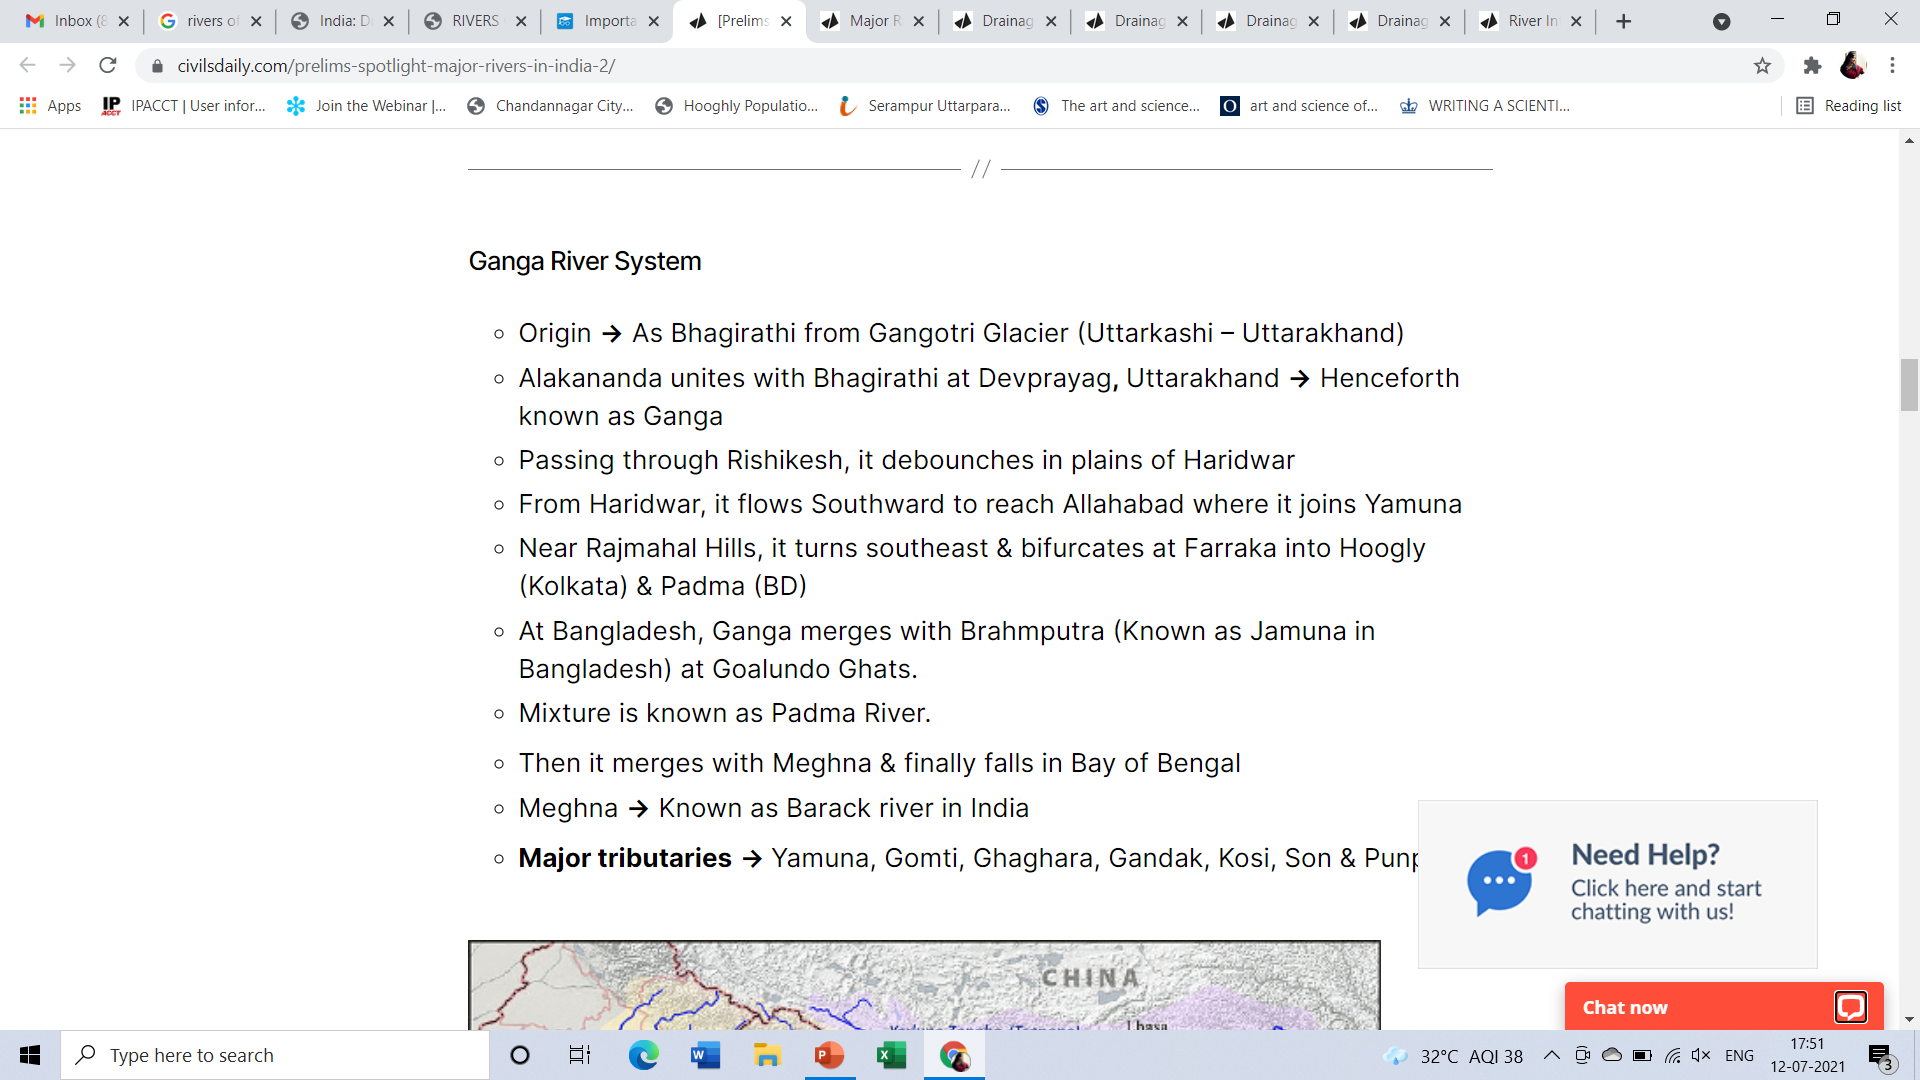 Inbox (8
rivers of
India: D
RIVERS
Importa
[Prelims
Major R
Drainag
Drainag
Drainag
Drainag
River In
civilsdaily.com/prelims-spotlight-major-rivers-in-india-2/
Apps
IPACCT | User infor...
Join the Webinar |...
Chandannagar City...
Hooghly Populatio...
Serampur Uttarpara...
The art and science...
art and science of...
WRITING A SCIENTI...
Reading list
//
Ganga River System
Origin → As Bhagirathi from Gangotri Glacier (Uttarkashi – Uttarakhand)
Alakananda unites with Bhagirathi at Devprayag, Uttarakhand → Henceforth
known as Ganga
Passing through Rishikesh, it debounches in plains of Haridwar
From Haridwar, it flows Southward to reach Allahabad where it joins Yamuna
Near Rajmahal Hills, it turns southeast & bifurcates at Farraka into Hoogly
(Kolkata) & Padma (BD)
At Bangladesh, Ganga merges with Brahmputra (Known as Jamuna in
Bangladesh) at Goalundo Ghats.
Mixture is known as Padma River.
Then it merges with Meghna & finally falls in Bay of Bengal
Meghna → Known as Barack river in India
Major tributaries → Yamuna, Gomti, Ghaghara, Gandak, Kosi, Son & Punp
1
Need Help?
Click here and start
chatting with us!
CHINA
Chat now
Type here to search
32°C AQI 38
ENG
17:51
12-07-2021
3